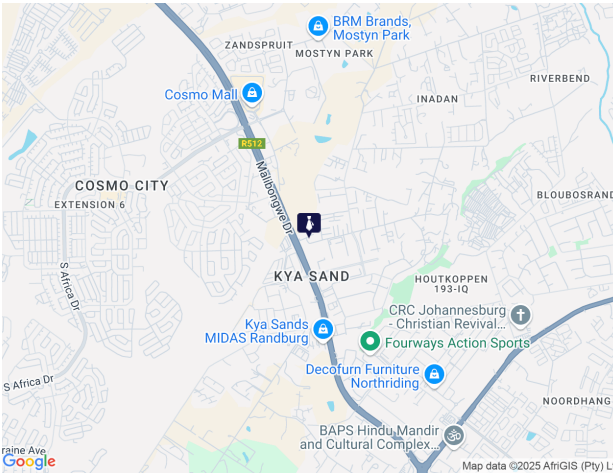 BRM Brands,
Mostyn Park
ZANDSPRUIT
MOSTYN PARK
RIVERBEND
Cosmo Mall
INADAN
R512
Malibongwe Dr
COSMO CITY
EXTENSION 6
BLOUBOSRAND
S Africa Dr
KYA SAND
HOUTKOPPEN
193-IQ
CRC Johannesburg
- Christian Revival...
Kya Sands
MIDAS Randburg
Fourways Action Sports
Decofurn Furniture
Northriding
S Africa Dr
NOORDHANG
BAPS Hindu Mandir
and Cultural Complex...
raine Ave
Google
Map data ©2025 AfriGIS (Pty) L